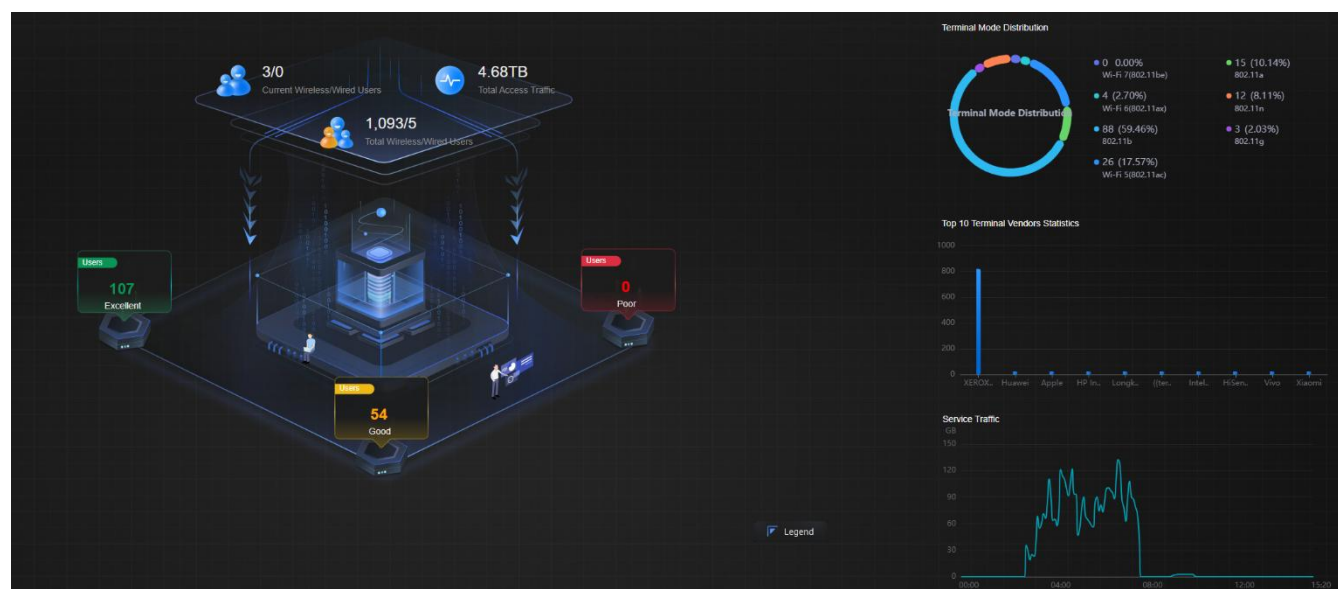 3/0
Current Wireless/Wired Users
4.68TB
Total Access Traffic
1,093/5
Total Wireless/Wired Users
Users
107
Excellent
Users
0
Poor
Users
54
Good
Legend
Terminal Mode Distribution
Terminal Mode Distribution
0 0.00%
Wi-Fi 7(802.11be)
15 (10.14%)
802.11a
4 (2.70%)
Wi-Fi 6(802.11ax)
12 (8.11%)
802.11n
88 (59.46%)
802.11b
3 (2.03%)
802.11g
26 (17.57%)
Wi-Fi 5(802.11ac)
Top 10 Terminal Vendors Statistics
1000
800
600
400
200
0
XEROX.. Huawei Apple HP In.. Longk.. ((ter.. Intel.. HiSen.. Vivo Xiaomi
Service Traffic
GB
150
120
90
60
30
0
00:00 04:00 08:00 12:00 15:20